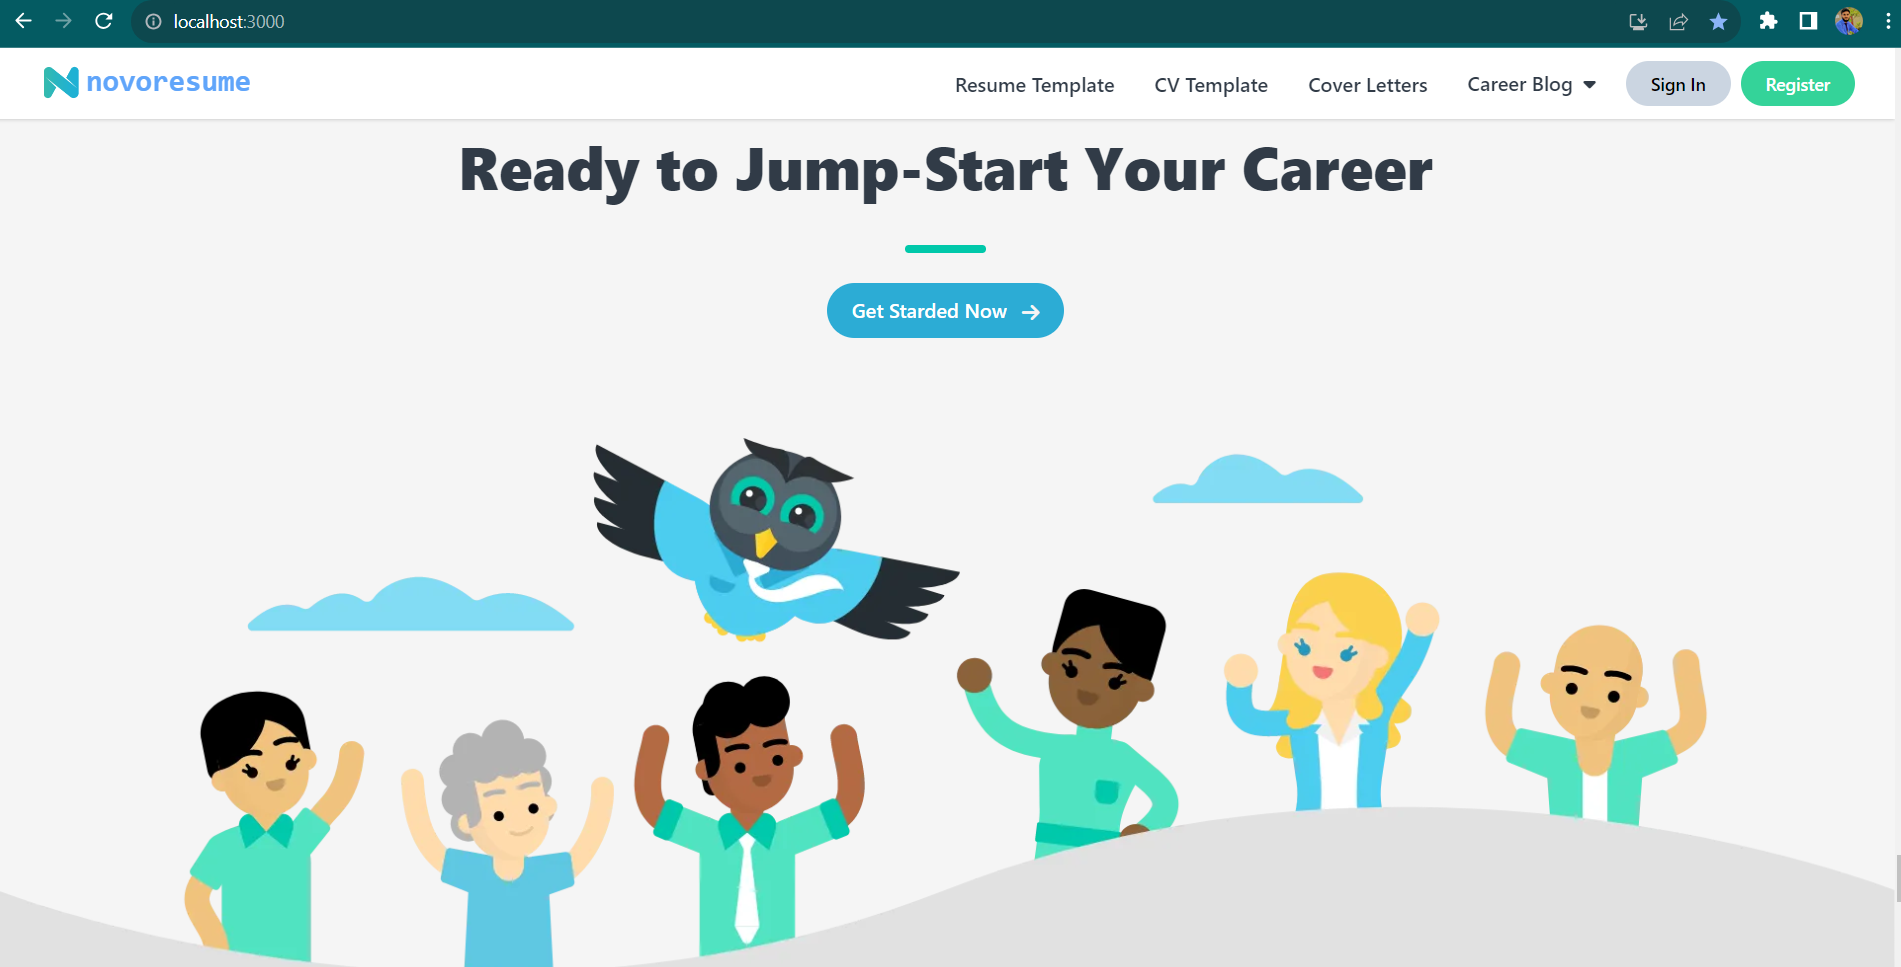 localhost:3000
novoresume Resume Template CV Template Cover Letters Career Blog Sign In Register
Ready to Jump-Start Your Career
Get Starded Now